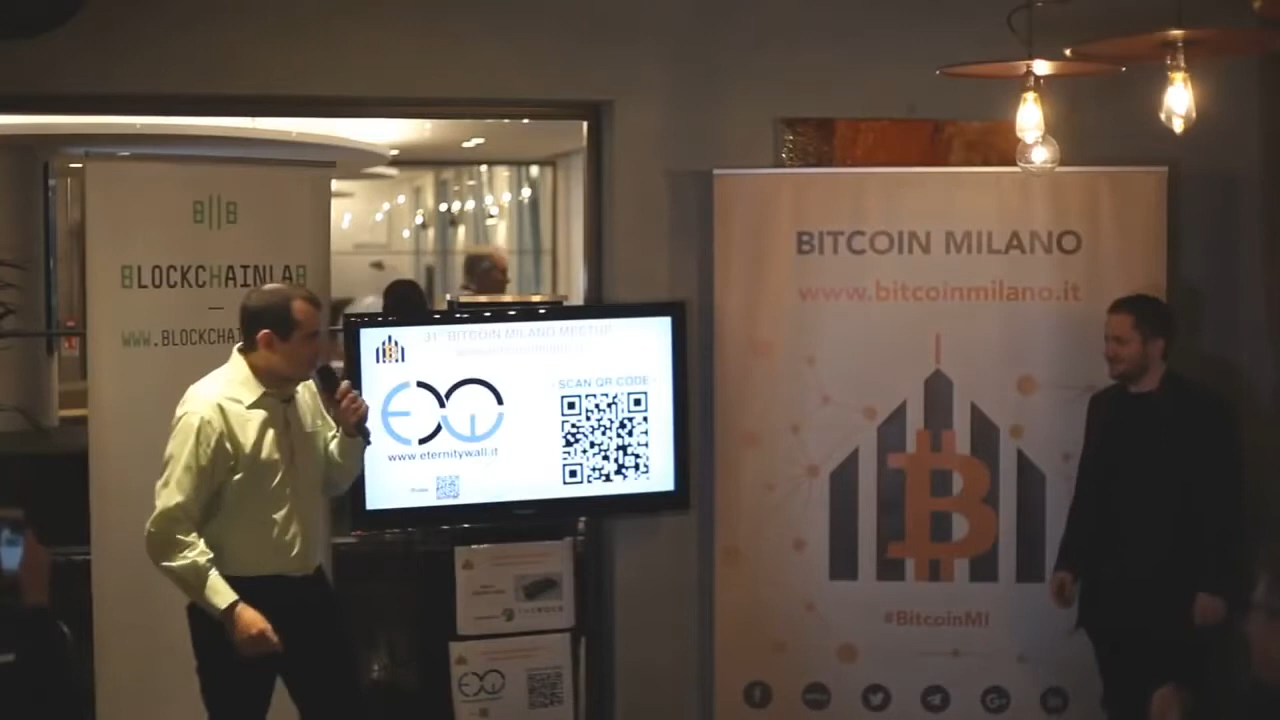 B||B
BLOCKCHAINLAB
WWW.BLOCKCHAI
31° BITCOIN MILANO MEETUP
SCAN QR CODE
www.eternitywall.it
BITCOIN MILANO
www.bitcoinmilano.it
#BitcoinMI